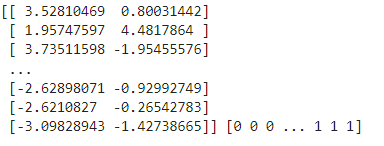 [[ 3.52810469  0.80031442]
 [ 1.95747597  4.4817864 ]
 [ 3.73511598 -1.95455576]
 ...
 [-2.62898071 -0.92992749]
 [-2.6210827  -0.26542783]
 [-3.09828943 -1.42738665]] [0 0 0 ... 1 1 1]